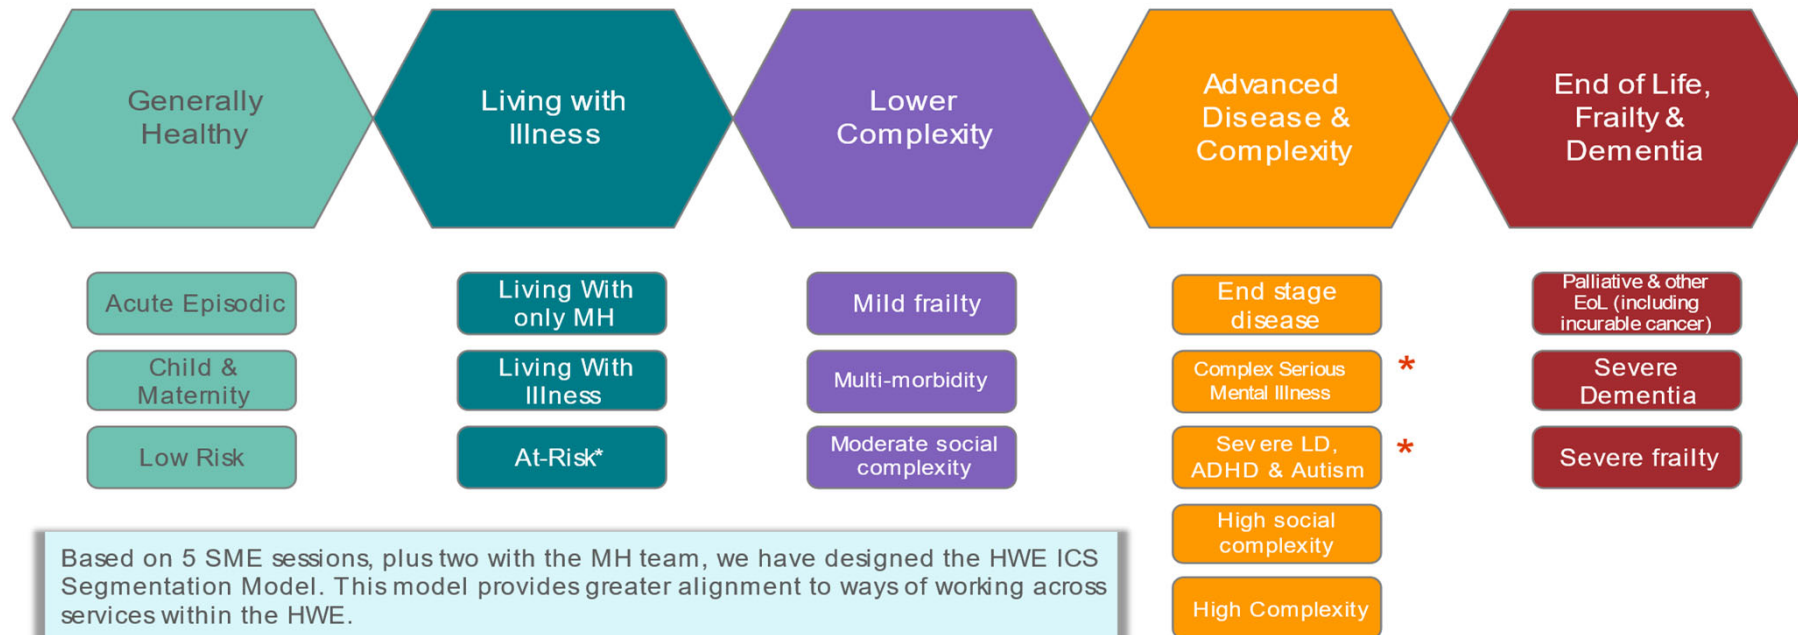 Generally
Healthy
Living with
Illness
Lower
Complexity
Advanced
Disease &
Complexity
End of Life,
Frailty &
Dementia
Acute Episodic
Child &
Maternity
Low Risk
Living With
only MH
Living With
Illness
At-Risk*
Mild frailty
Multi-morbidity
Moderate social
complexity
End stage
disease
Complex Serious
Mental Illness
*
Severe LD,
ADHD & Autism
*
High social
complexity
High Complexity
Palliative & other
EoL (including
incurable cancer)
Severe
Dementia
Severe frailty
Based on 5 SME sessions, plus two with the MH team, we have designed the HWE ICS
Segmentation Model. This model provides greater alignment to ways of working across
services within the HWE.